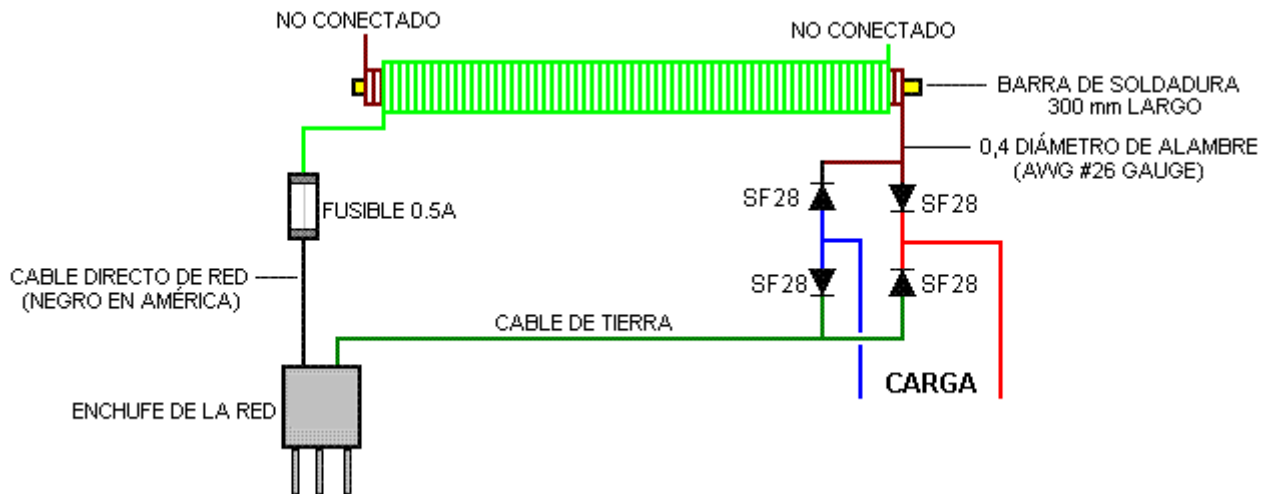 NO CONECTADO
NO CONECTADO
BARRA DE SOLDADURA
300 mm LARGO
0,4 DIÁMETRO DE ALAMBRE
(AWG #26 GAUGE)
SF28
SF28
FUSIBLE 0.5A
CABLE DIRECTO DE RED
(NEGRO EN AMÉRICA)
SF28
SF28
CABLE DE TIERRA
CARGA
ENCHUFE DE LA RED